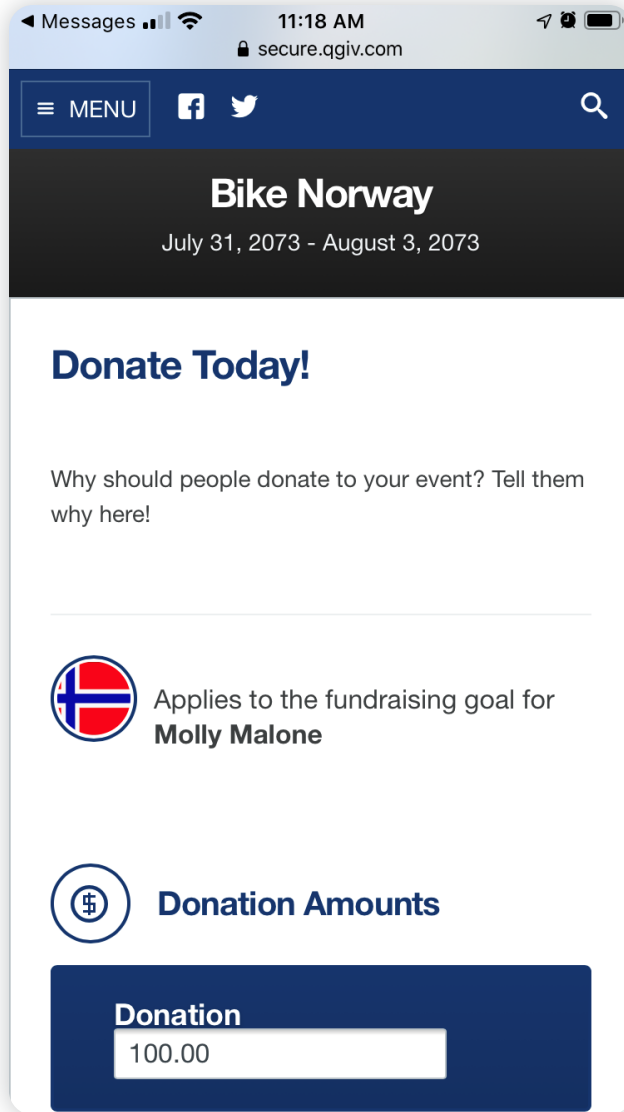 Messages
11:18 AM
secure.qgiv.com
MENU
Bike Norway
July 31, 2073 - August 3, 2073
Donate Today!
Why should people donate to your event? Tell them
why here!
Applies to the fundraising goal for
Molly Malone
$
Donation Amounts
Donation
100.00